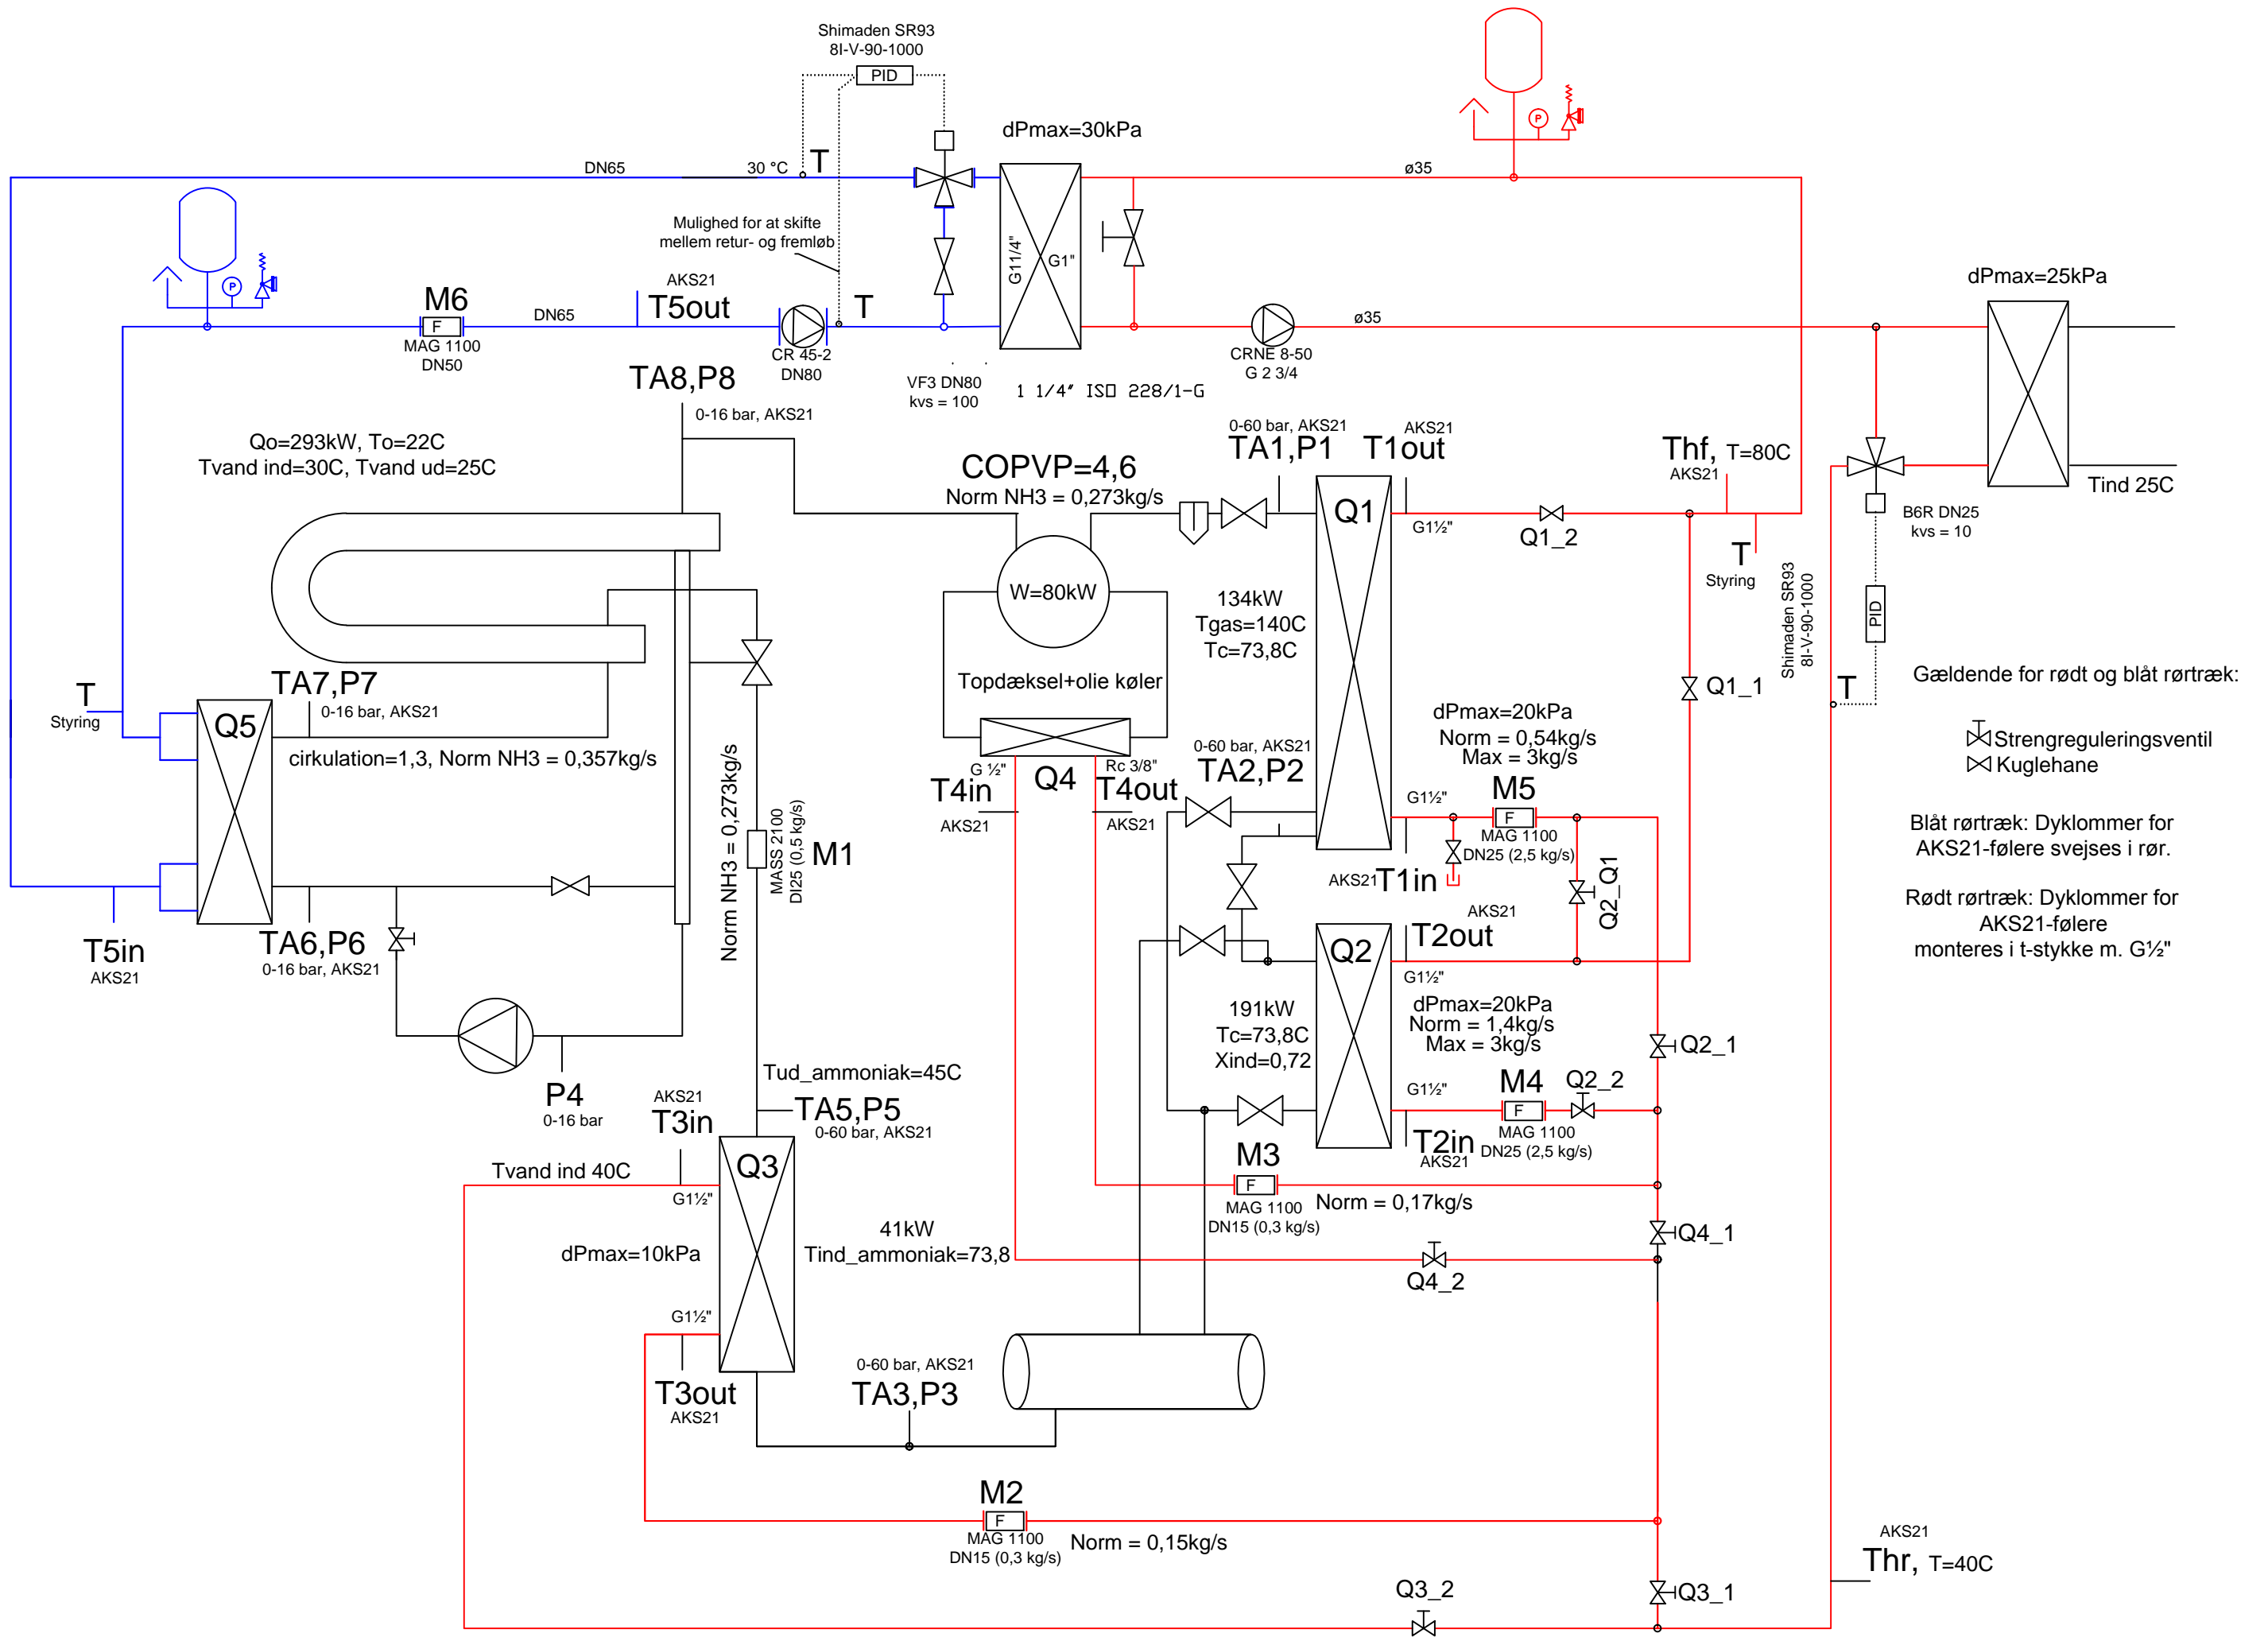 Shimaden SR93
8I-V-90-1000
PID
dPmax=30kPa
P
DN65
30 °C
T
ø35
Mulighed for at skifte
mellem retur- og fremløb
G11/4"
G1"
dPmax=25kPa
P
M6
F
MAG 1100
DN50
DN65
AKS21
T5out
T
CR 45-2
DN80
VF3 DN80
kvs = 100
1 1/4" ISO 228/1-G
CRNE 8-50
G 2 3/4
ø35
TA8,P8
0-16 bar, AKS21
Qo=293kW, To=22C
Tvand ind=30C, Tvand ud=25C
COPVP=4,6
Norm NH3 = 0,273kg/s
0-60 bar, AKS21
TA1,P1
AKS21
T1out
Thf, T=80C
AKS21
Tind 25C
Q1
G1½"
Q1_2
T
Styring
B6R DN25
kvs = 10
Shimaden SR93
8I-V-90-1000
PID
T
W=80kW
134kW
Tgas=140C
Tc=73,8C
Topdæksel+olie køler
Q1_1
Gældende for rødt og blåt rørtræk:
Strengreguleringsventil
Kuglehane
Blåt rørtræk: Dyklommer for
AKS21-følere svejses i rør.
Rødt rørtræk: Dyklommer for
AKS21-følere
monteres i t-stykke m. G½"
T
Styring
Q5
TA7,P7
0-16 bar, AKS21
cirkulation=1,3, Norm NH3 = 0,357kg/s
Norm NH3 = 0,273kg/s
MASS 2100
DI25 (0,5 kg/s)
M1
G ½"
Q4
Rc 3/8"
T4in
AKS21
T4out
AKS21
0-60 bar, AKS21
TA2,P2
dPmax=20kPa
Norm = 0,54kg/s
Max = 3kg/s
M5
G1½"
F
MAG 1100
DN25 (2,5 kg/s)
AKS21
T1in
Q2_Q1
T5in
AKS21
TA6,P6
0-16 bar, AKS21
P4
0-16 bar
Q2
AKS21
T2out
G1½"
191kW
Tc=73,8C
Xind=0,72
dPmax=20kPa
Norm = 1,4kg/s
Max = 3kg/s
Q2_1
M4
Q2_2
G1½"
F
MAG 1100
DN25 (2,5 kg/s)
T2in
AKS21
Tud_ammoniak=45C
TA5,P5
0-60 bar, AKS21
AKS21
T3in
Q3
Tvand ind 40C
G1½"
M3
F
MAG 1100
DN15 (0,3 kg/s)
Norm = 0,17kg/s
Q4_1
41kW
Tind_ammoniak=73,8
dPmax=10kPa
Q4_2
G1½"
T3out
AKS21
0-60 bar, AKS21
TA3,P3
M2
F
MAG 1100
DN15 (0,3 kg/s)
Norm = 0,15kg/s
AKS21
Thr, T=40C
Q3_2
Q3_1